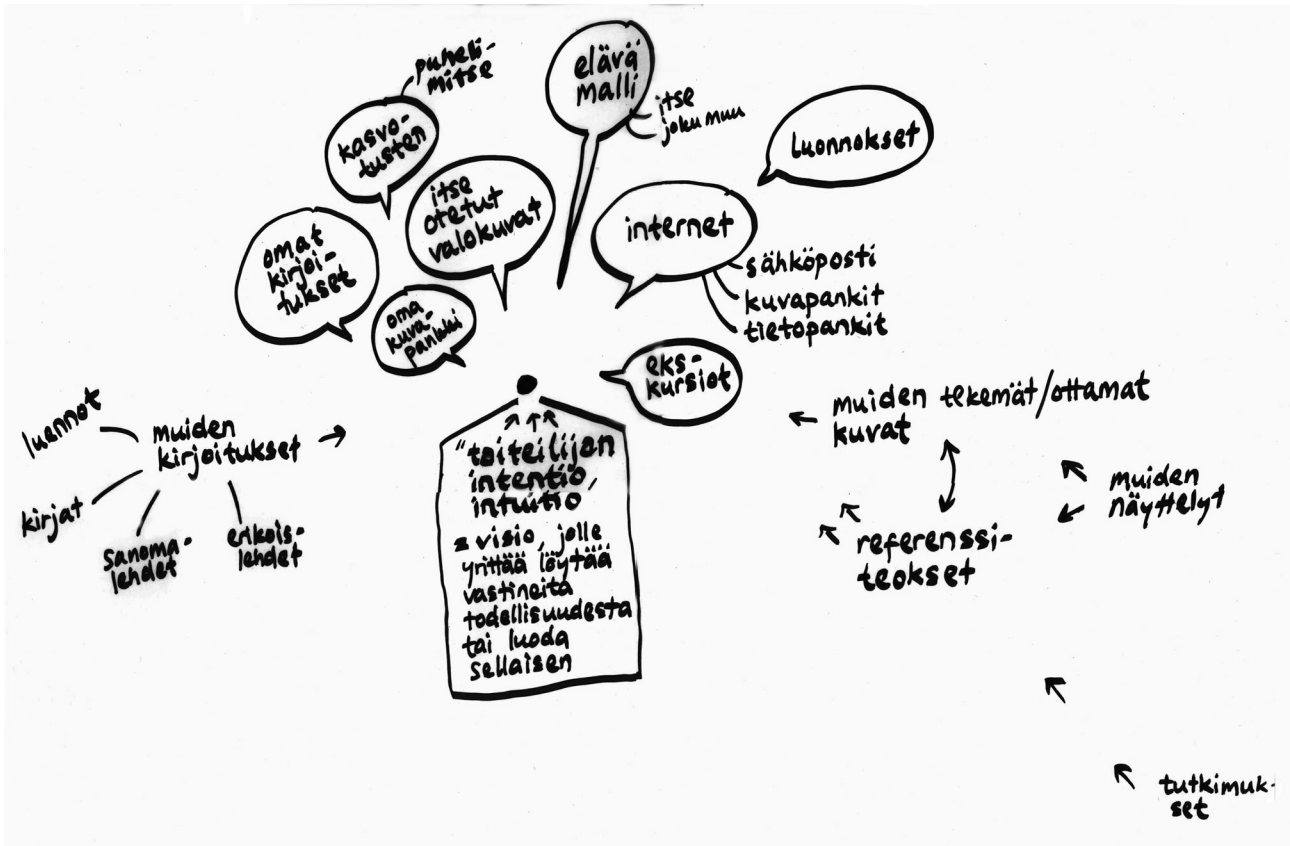 puheli-
mitse
kasvo-
tusten
elävä
malli
itse
joku muu
luonnokset
itse
otetut
valokuvat
internet
sähköposti
kuvapankit
tietopankit
omat
kirjoi-
tukset
oma
kuva-
pankki
eks-
kursiot
luennot
muiden
kirjoitukset
kirjat
sanoma-
lehdet
erikois-
lehdet
"taiteilijan
intentio,
intuitio,
= visio, jolle
yrittää löytää
vastineita
todellisuudesta
tai luoda
sellaisen
muiden tekemät/ottamat
kuvat
muiden
näyttelyt
referenssi-
teokset
tutkimuk-
set